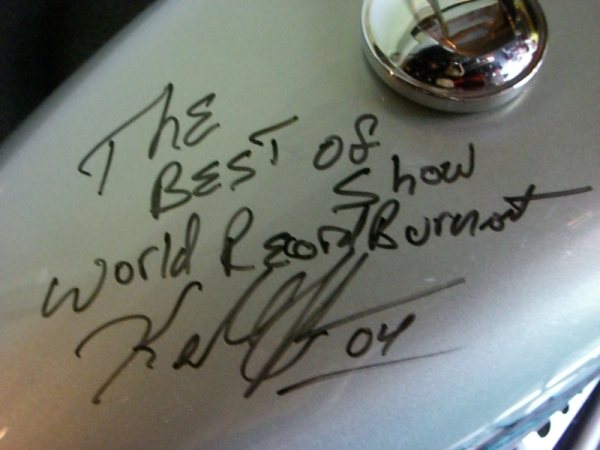 The
BEST OF
Show
World Record Burnout
04